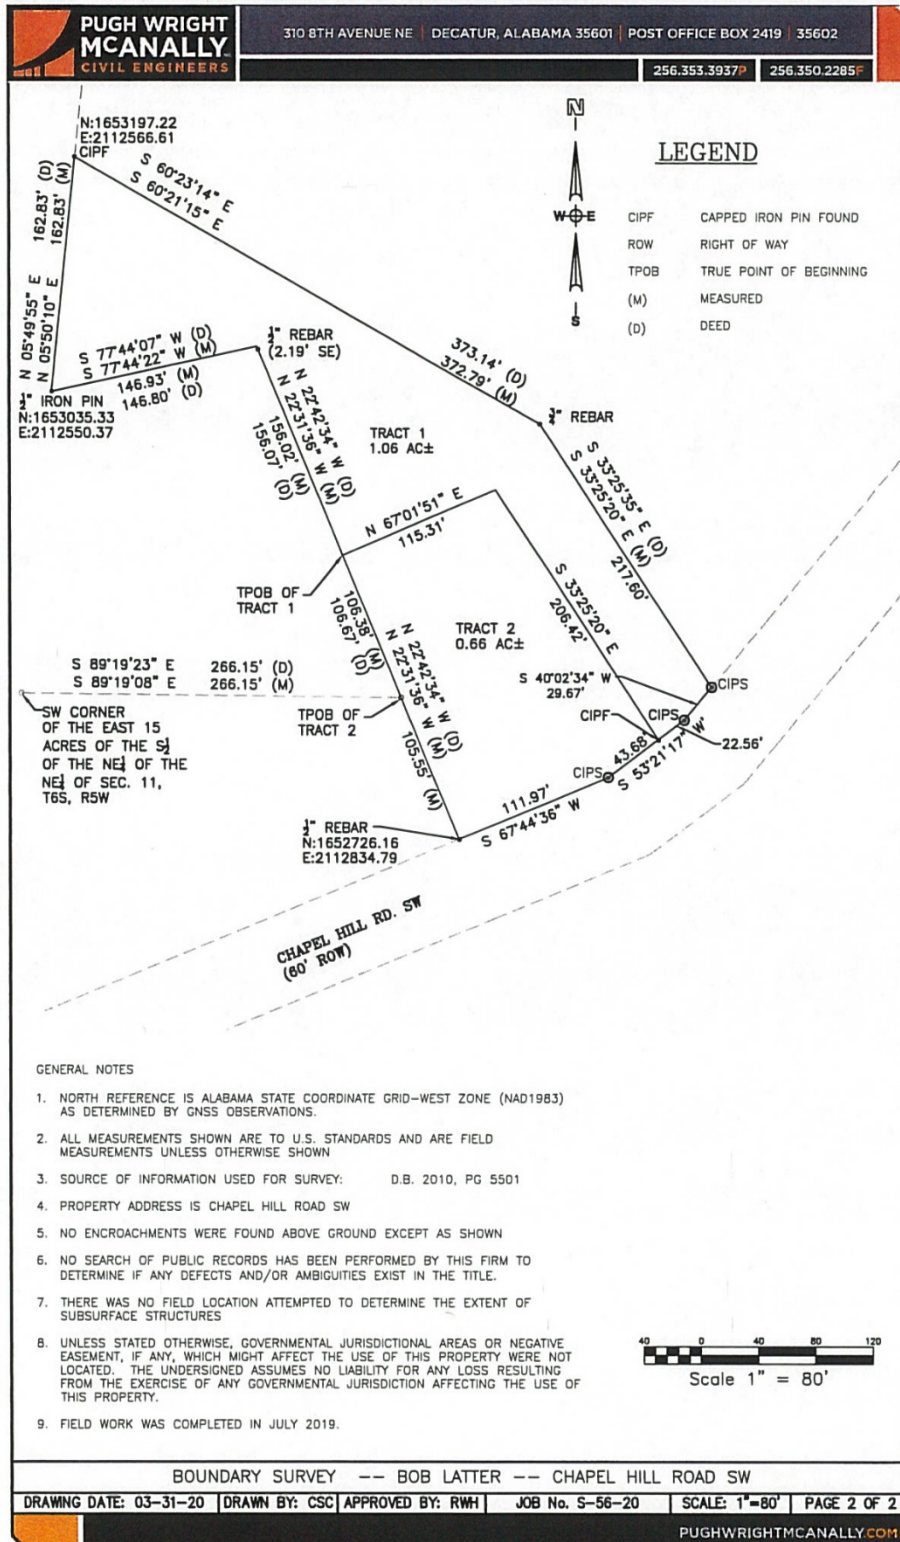 PUGH WRIGHT
MCANALLY
CIVIL ENGINEERS
310 8TH AVENUE NE | DECATUR, ALABAMA 35601 | POST OFFICE BOX 2419 | 35602
256.353.3937P
256.350.2285F
N:1653197.22
E:2112566.61
CIPF
N
W E
S
LEGEND
CIPF CAPPED IRON PIN FOUND
ROW RIGHT OF WAY
TPOB TRUE POINT OF BEGINNING
(M) MEASURED
(D) DEED
S 60°23'14" E
S 60°21'15" E
373.14' (D)
372.79' (M)
162.83' (D)
162.83' (M)
N 05°49'55" E
N 05°50'10" E
S 77°44'07" W (D)
S 77°44'22" W (M)
146.93' (M)
146.80' (D)
½" REBAR
(2.19' SE)
½" IRON PIN
N:1653035.33
E:2112550.37
N 22°42'34" W (D)
N 22°31'36" W (M)
156.02' (M)
156.07' (D)
TRACT 1
1.06 AC±
¾" REBAR
S 33°25'35" E (D)
S 33°25'20" E (M)
217.60'
N 67°01'51" E
115.31'
TPOB OF
TRACT 1
106.38' (M)
106.67' (D)
N 22°42'34" W (D)
N 22°31'36" W (M)
TRACT 2
0.66 AC±
S 33°25'20" E
206.42'
S 89°19'23" E 266.15' (D)
S 89°19'08" E 266.15' (M)
SW CORNER
OF THE EAST 15
ACRES OF THE S½
OF THE NE¼ OF THE
NE¼ OF SEC. 11,
T6S, R5W
TPOB OF
TRACT 2
105.55' (M)
S 40°02'34" W
29.67'
CIPS
CIPF
CIPS
22.56'
43.68'
S 53°21'17" W'
CIPS
111.97'
S 67°44'36" W
½" REBAR
N:1652726.16
E:2112834.79
CHAPEL HILL RD. SW
(80' ROW)
GENERAL NOTES
1. NORTH REFERENCE IS ALABAMA STATE COORDINATE GRID-WEST ZONE (NAD1983)
AS DETERMINED BY GNSS OBSERVATIONS.
2. ALL MEASUREMENTS SHOWN ARE TO U.S. STANDARDS AND ARE FIELD
MEASUREMENTS UNLESS OTHERWISE SHOWN
3. SOURCE OF INFORMATION USED FOR SURVEY: D.B. 2010, PG 5501
4. PROPERTY ADDRESS IS CHAPEL HILL ROAD SW
5. NO ENCROACHMENTS WERE FOUND ABOVE GROUND EXCEPT AS SHOWN
6. NO SEARCH OF PUBLIC RECORDS HAS BEEN PERFORMED BY THIS FIRM TO
DETERMINE IF ANY DEFECTS AND/OR AMBIGUITIES EXIST IN THE TITLE.
7. THERE WAS NO FIELD LOCATION ATTEMPTED TO DETERMINE THE EXTENT OF
SUBSURFACE STRUCTURES
8. UNLESS STATED OTHERWISE, GOVERNMENTAL JURISDICTIONAL AREAS OR NEGATIVE
EASEMENT, IF ANY, WHICH MIGHT AFFECT THE USE OF THIS PROPERTY WERE NOT
LOCATED. THE UNDERSIGNED ASSUMES NO LIABILITY FOR ANY LOSS RESULTING
FROM THE EXERCISE OF ANY GOVERNMENTAL JURISDICTION AFFECTING THE USE OF
THIS PROPERTY.
9. FIELD WORK WAS COMPLETED IN JULY 2019.
40 0 40 80 120
Scale 1" = 80'
BOUNDARY SURVEY -- BOB LATTER -- CHAPEL HILL ROAD SW
DRAWING DATE: 03-31-20 DRAWN BY: CSC APPROVED BY: RWH JOB No. S-56-20 SCALE: 1"=80' PAGE 2 OF 2
PUGHWRIGHTMCANALLY.COM